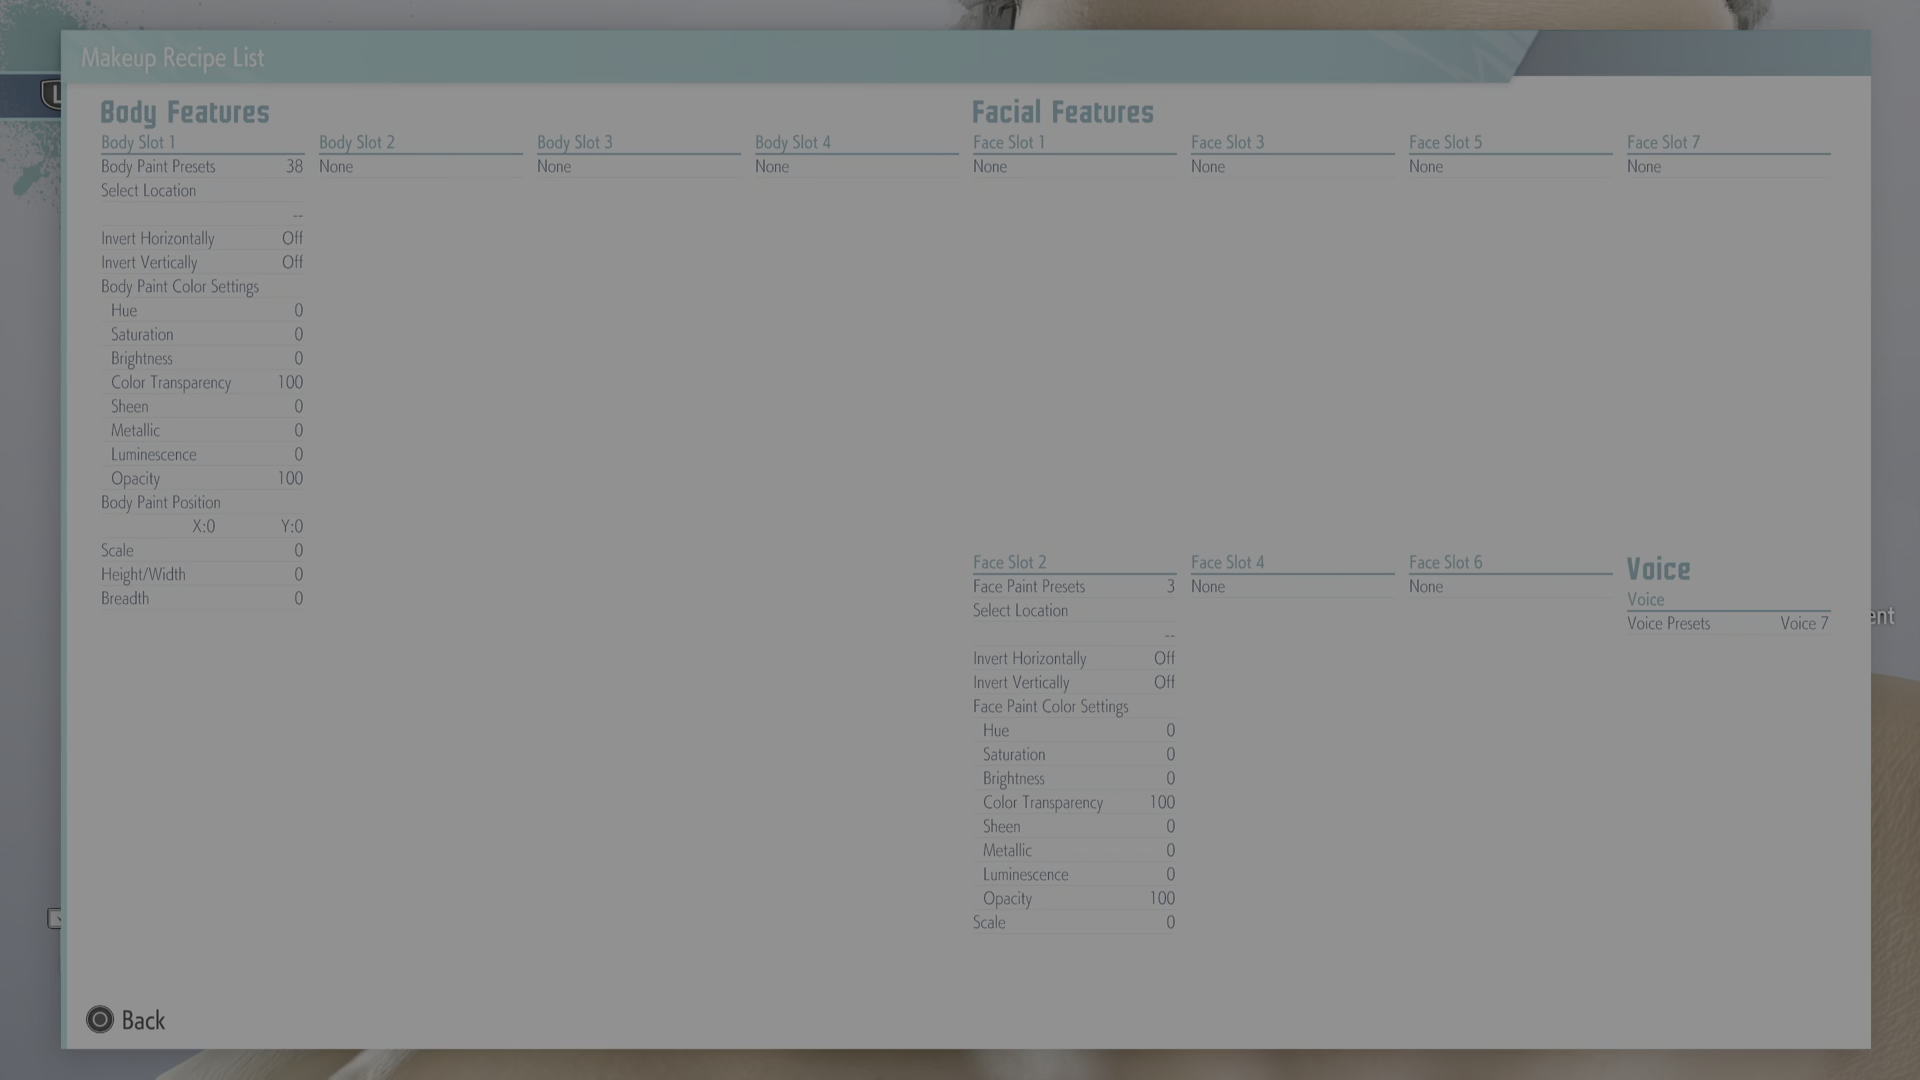 Makeup Recipe List
Body Features
Body Slot 1
Body Paint Presets 38
Select Location
--
Invert Horizontally Off
Invert Vertically Off
Body Paint Color Settings
Hue 0
Saturation 0
Brightness 0
Color Transparency 100
Sheen 0
Metallic 0
Luminescence 0
Opacity 100
Body Paint Position
X:0 Y:0
Scale 0
Height/Width 0
Breadth 0
Body Slot 2
None
Body Slot 3
None
Body Slot 4
None
Facial Features
Face Slot 1
None
Face Slot 3
None
Face Slot 5
None
Face Slot 7
None
Face Slot 2
Face Paint Presets 3
Select Location
--
Invert Horizontally Off
Invert Vertically Off
Face Paint Color Settings
Hue 0
Saturation 0
Brightness 0
Color Transparency 100
Sheen 0
Metallic 0
Luminescence 0
Opacity 100
Scale 0
Face Slot 4
None
Face Slot 6
None
Voice
Voice
Voice Presets Voice 7
Back